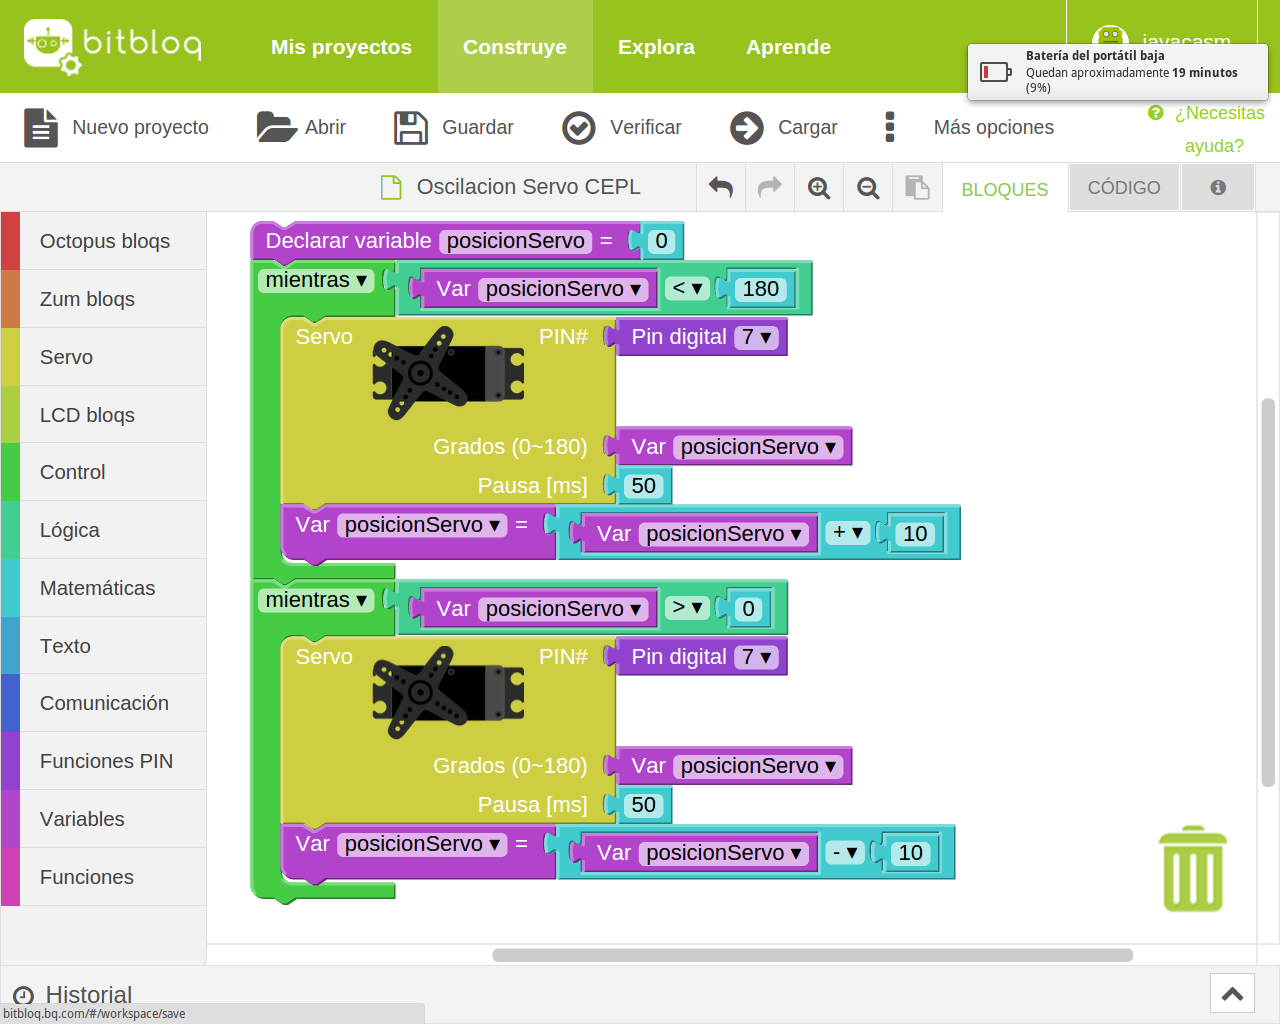 bitbloq
Mis proyectos
Construye
Explora
Aprende
javacasm
Batería del portátil baja
Quedan aproximadamente 19 minutos
(9%)
Nuevo proyecto
Abrir
Guardar
Verificar
Cargar
Más opciones
¿Necesitas
ayuda?
Oscilacion Servo CEPL
BLOQUES
CÓDIGO
Octopus bloqs
Zum bloqs
Servo
LCD bloqs
Control
Lógica
Matemáticas
Texto
Comunicación
Funciones PIN
Variables
Funciones
Declarar variable posicionServo = 0
mientras ▾ Var posicionServo ▾ < ▾ 180
Servo PIN# Pin digital 7 ▾
Grados (0~180) Var posicionServo ▾
Pausa [ms] 50
Var posicionServo ▾ = Var posicionServo ▾ + ▾ 10
mientras ▾ Var posicionServo ▾ > ▾ 0
Servo PIN# Pin digital 7 ▾
Grados (0~180) Var posicionServo ▾
Pausa [ms] 50
Var posicionServo ▾ = Var posicionServo ▾ - ▾ 10
Historial
bitbloq.bq.com/#/workspace/save